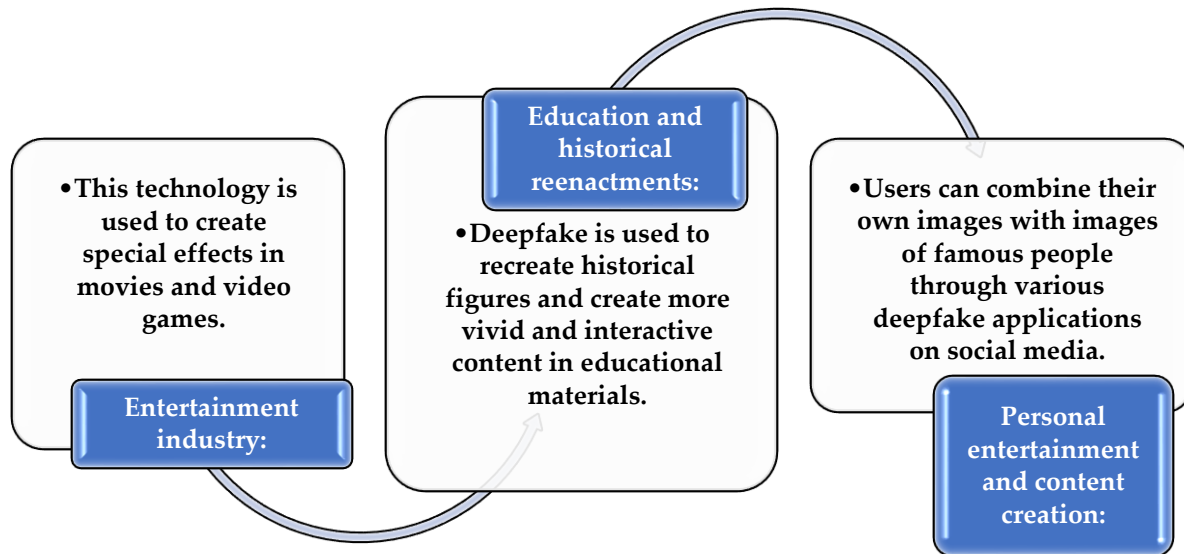 •This technology is
used to create
special effects in
movies and video
games.
Entertainment
industry:
Education and
historical
reenactments:
•Deepfake is used to
recreate historical
figures and create more
vivid and interactive
content in educational
materials.
•Users can combine their
own images with images
of famous people
through various
deepfake applications
on social media.
Personal
entertainment
and content
creation: